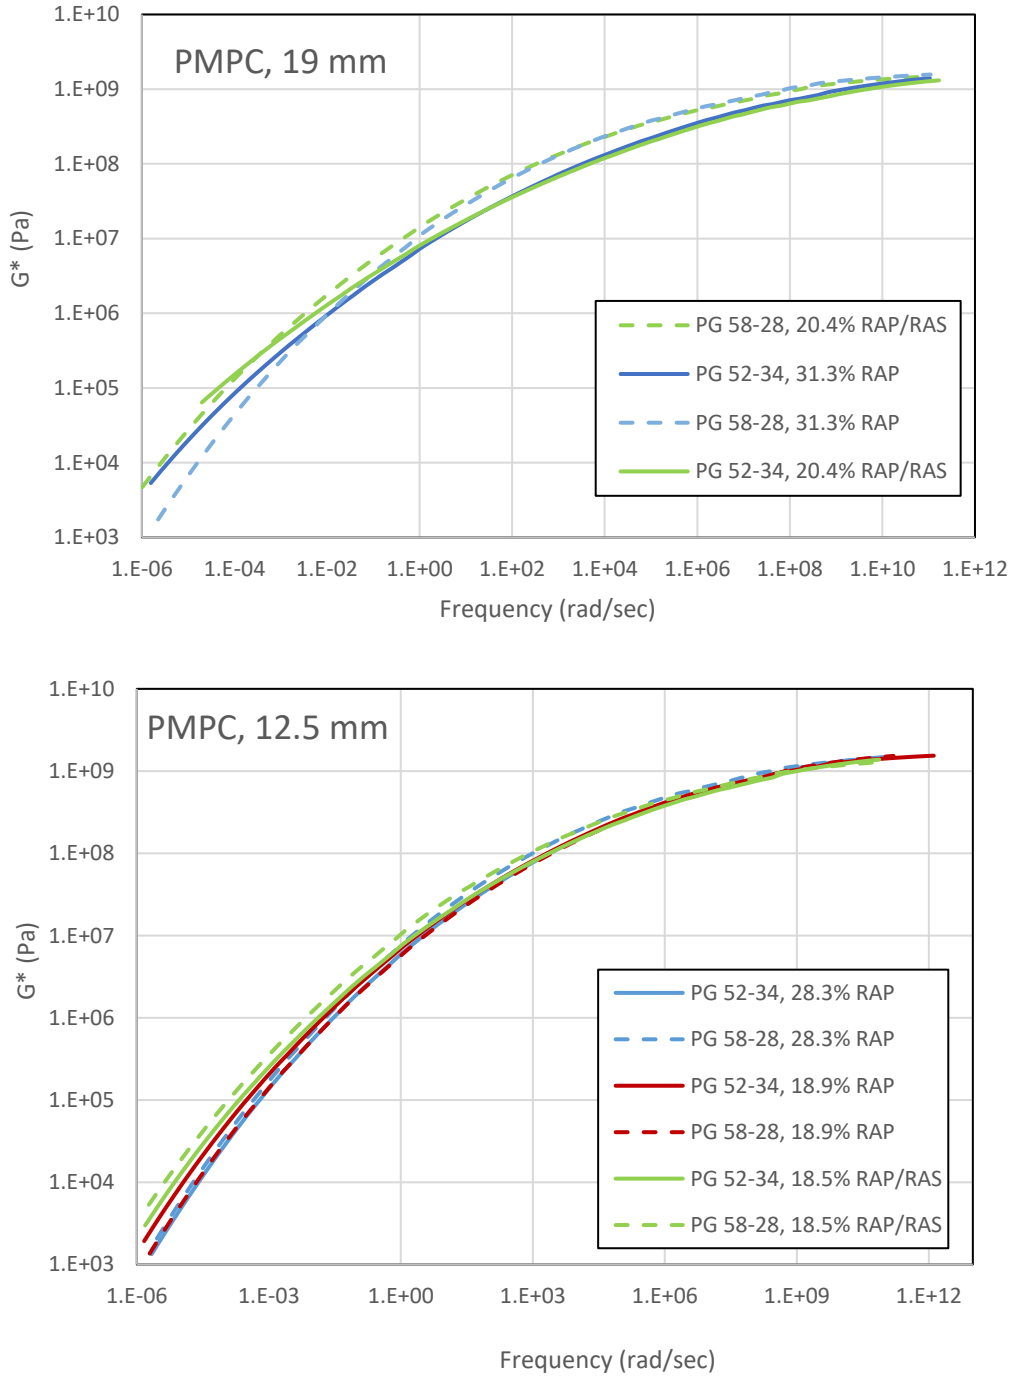 PMPC, 19 mm
1.E+10
1.E+09
1.E+08
1.E+07
1.E+06
1.E+05
1.E+04
1.E+03
G* (Pa)
PG 58-28, 20.4% RAP/RAS
PG 52-34, 31.3% RAP
PG 58-28, 31.3% RAP
PG 52-34, 20.4% RAP/RAS
1.E-06 1.E-04 1.E-02 1.E+00 1.E+02 1.E+04 1.E+06 1.E+08 1.E+10 1.E+12
Frequency (rad/sec)
PMPC, 12.5 mm
1.E+10
1.E+09
1.E+08
1.E+07
1.E+06
1.E+05
1.E+04
1.E+03
G* (Pa)
PG 52-34, 28.3% RAP
PG 58-28, 28.3% RAP
PG 52-34, 18.9% RAP
PG 58-28, 18.9% RAP
PG 52-34, 18.5% RAP/RAS
PG 58-28, 18.5% RAP/RAS
1.E-06 1.E-03 1.E+00 1.E+03 1.E+06 1.E+09 1.E+12
Frequency (rad/sec)